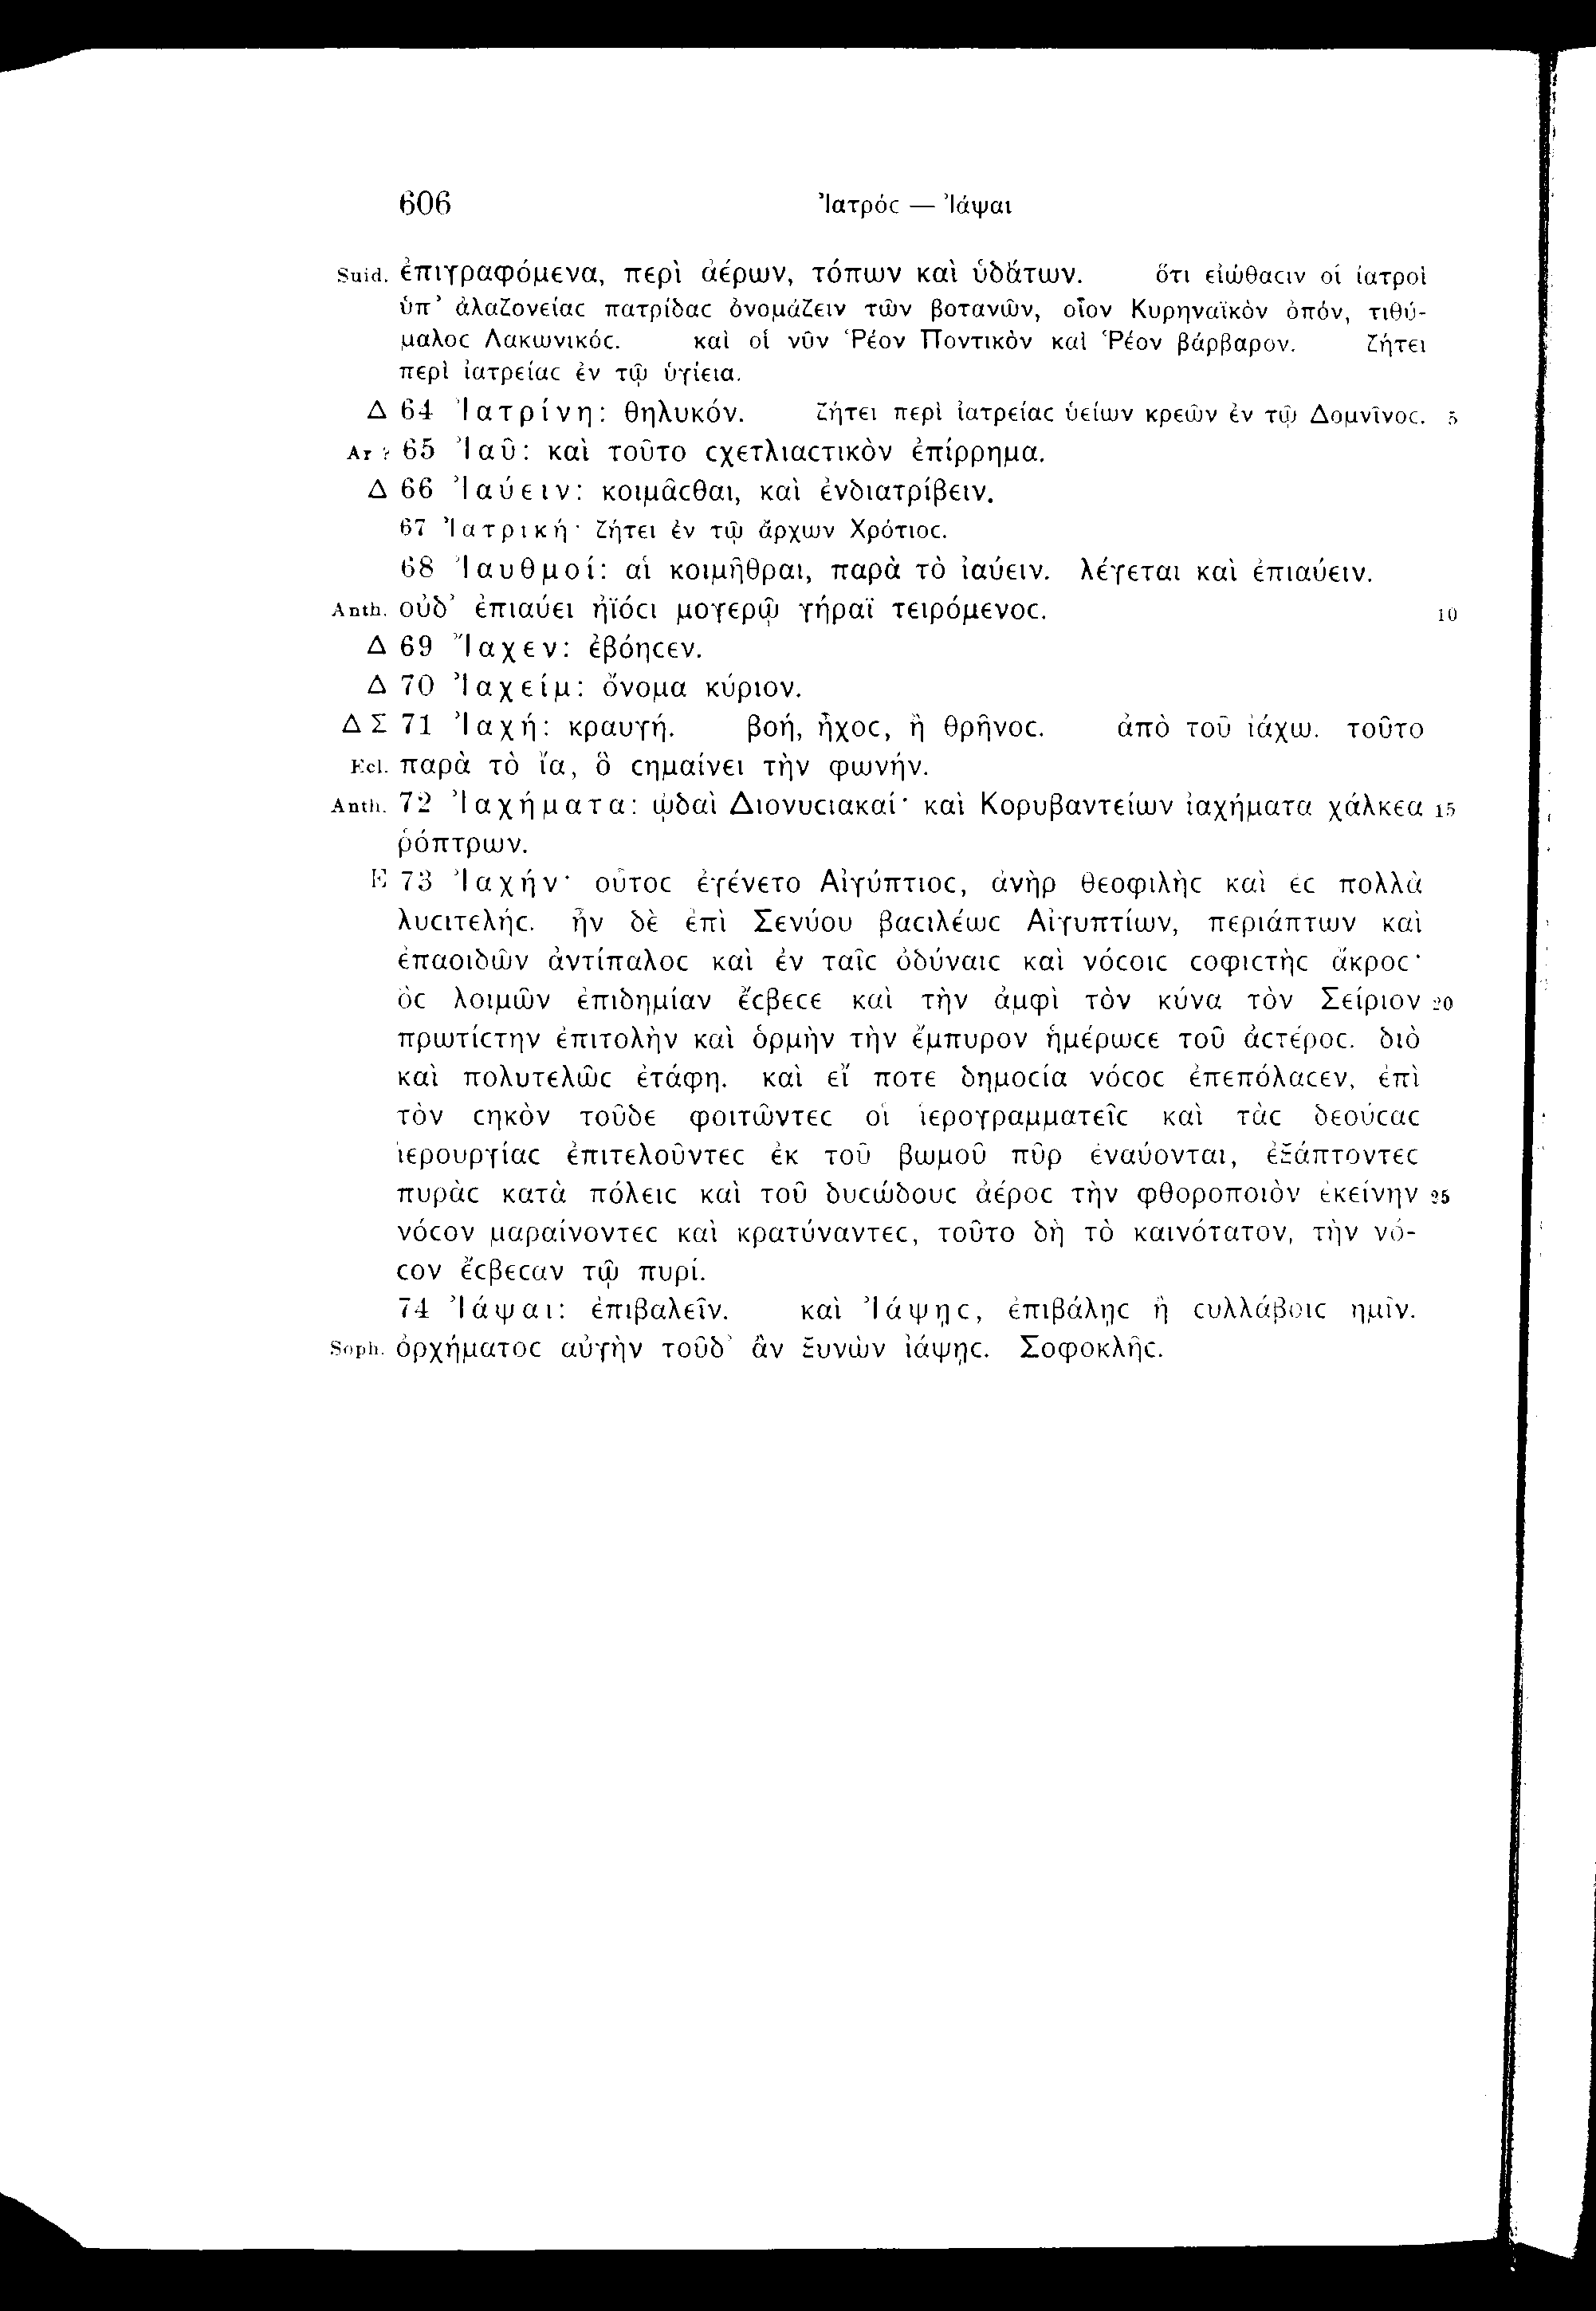 606 Ἰατρόϲ — Ἰάψαι
Suid. ἐπιγραφόμενα, περὶ ἀέρων, τόπων καὶ ὑδάτων. ὅτι εἰώθαϲιν οἱ ἰατροὶ
ὑπ’ ἀλαζονείαϲ πατρίδαϲ ὀνομάζειν τῶν βοτανῶν, οἷον Κυρηναϊκὸν ὀπόν, τιθύ-
μαλοϲ Λακωνικόϲ. καὶ οἱ νῦν Ῥέον Ποντικὸν καὶ Ῥέον βάρβαρον. ζήτει
περὶ ἰατρείαϲ ἐν τῷ ὑγίεια.
Δ 64 Ἰατρίνη: θηλυκόν. ζήτει περὶ ἰατρείαϲ ὑείων κρεῶν ἐν τῷ Δομνῖνοϲ. 5
Ar ? 65 Ἰαῦ: καὶ τοῦτο ϲχετλιαϲτικὸν ἐπίρρημα.
Δ 66 Ἰαύειν: κοιμᾶϲθαι, καὶ ἐνδιατρίβειν.
67 Ἰατρική· ζήτει ἐν τῷ ἄρχων Χρότιοϲ.
68 Ἰαυθμοί: αἱ κοιμῆθραι, παρὰ τὸ ἰαύειν. λέγεται καὶ ἐπιαύειν.
Anth. οὐδ’ ἐπιαύει ἠϊόϲι μογερῷ γήραϊ τειρόμενοϲ. 10
Δ 69 Ἴαχεν: ἐβόηϲεν.
Δ 70 Ἰαχείμ: ὄνομα κύριον.
Δ Σ 71 Ἰαχή: κραυγή. βοή, ἦχοϲ, ἢ θρῆνοϲ. ἀπὸ τοῦ ἰάχω. τοῦτο
Ecl. παρὰ τὸ ἴα, ὃ ϲημαίνει τὴν φωνήν.
Anth. 72 Ἰαχήματα: ᾠδαὶ Διονυϲιακαί· καὶ Κορυβαντείων ἰαχήματα χάλκεα 15
ῥόπτρων.
E 73 Ἰαχήν· οὗτοϲ ἐγένετο Αἰγύπτιοϲ, ἀνὴρ θεοφιλὴϲ καὶ ἐϲ πολλὰ
λυϲιτελήϲ. ἦν δὲ ἐπὶ Σενύου βαϲιλέωϲ Αἰγυπτίων, περιάπτων καὶ
ἐπαοιδῶν ἀντίπαλοϲ καὶ ἐν ταῖϲ ὀδύναιϲ καὶ νόϲοιϲ ϲοφιϲτὴϲ ἄκροϲ·
ὃϲ λοιμῶν ἐπιδημίαν ἔϲβεϲε καὶ τὴν ἀμφὶ τὸν κύνα τὸν Σείριον 20
πρωτίϲτην ἐπιτολὴν καὶ ὁρμὴν τὴν ἔμπυρον ἡμέρωϲε τοῦ ἀϲτέροϲ. διὸ
καὶ πολυτελῶϲ ἐτάφη. καὶ εἴ ποτε δημοϲία νόϲοϲ ἐπεπόλαϲεν, ἐπὶ
τὸν ϲηκὸν τοῦδε φοιτῶντεϲ οἱ ἱερογραμματεῖϲ καὶ τὰϲ δεούϲαϲ
ἱερουργίαϲ ἐπιτελοῦντεϲ ἐκ τοῦ βωμοῦ πῦρ ἐναύονται, ἐξάπτοντεϲ
πυρὰϲ κατὰ πόλειϲ καὶ τοῦ δυϲώδουϲ ἀέροϲ τὴν φθοροποιὸν ἐκείνην 25
νόϲον μαραίνοντεϲ καὶ κρατύναντεϲ, τοῦτο δὴ τὸ καινότατον, τὴν νό-
ϲον ἔϲβεϲαν τῷ πυρί.
74 Ἰάψαι: ἐπιβαλεῖν. καὶ Ἰάψῃϲ, ἐπιβάλῃϲ ἢ ϲυλλάβοιϲ ἡμῖν.
Soph. ὀρχήματοϲ αὐγὴν τοῦδ’ ἂν ξυνὼν ἰάψῃϲ. Σοφοκλῆϲ.